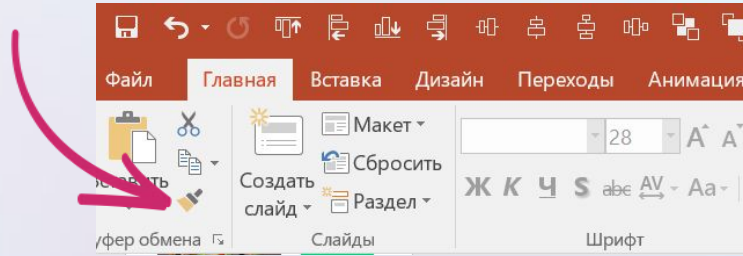 Файл Главная Вставка Дизайн Переходы Анимация
Макет
28
Сбросить
Создать
слайд
Раздел
Ж К Ч S abc AV Aa
уфер обмена Слайды Шрифт